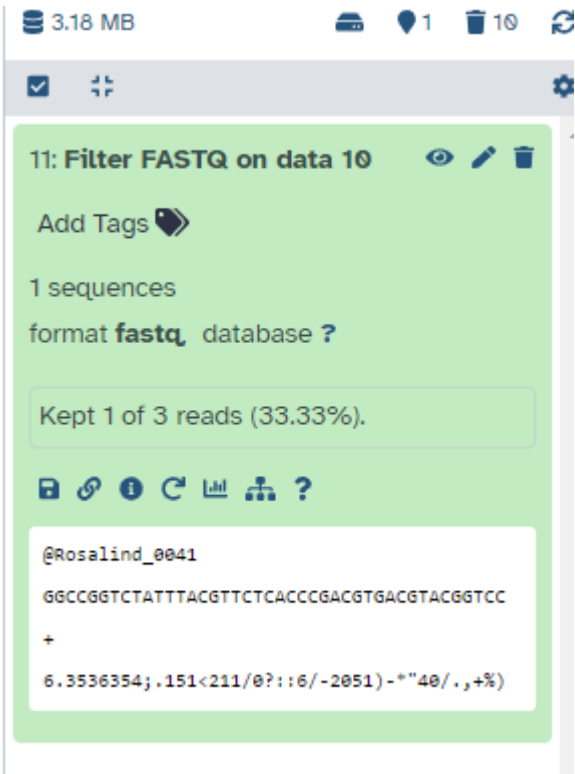 3.18 MB 1 10
11: Filter FASTQ on data 10
Add Tags
1 sequences
format fastq, database ?
Kept 1 of 3 reads (33.33%).
@Rosalind_0041
GGCCGGTCTATTTACGTTCTCACCCGACGTGACGTACGGTCC
+
6.3536354;.151<211/0?::6/-2051)-*"40/.,+%)